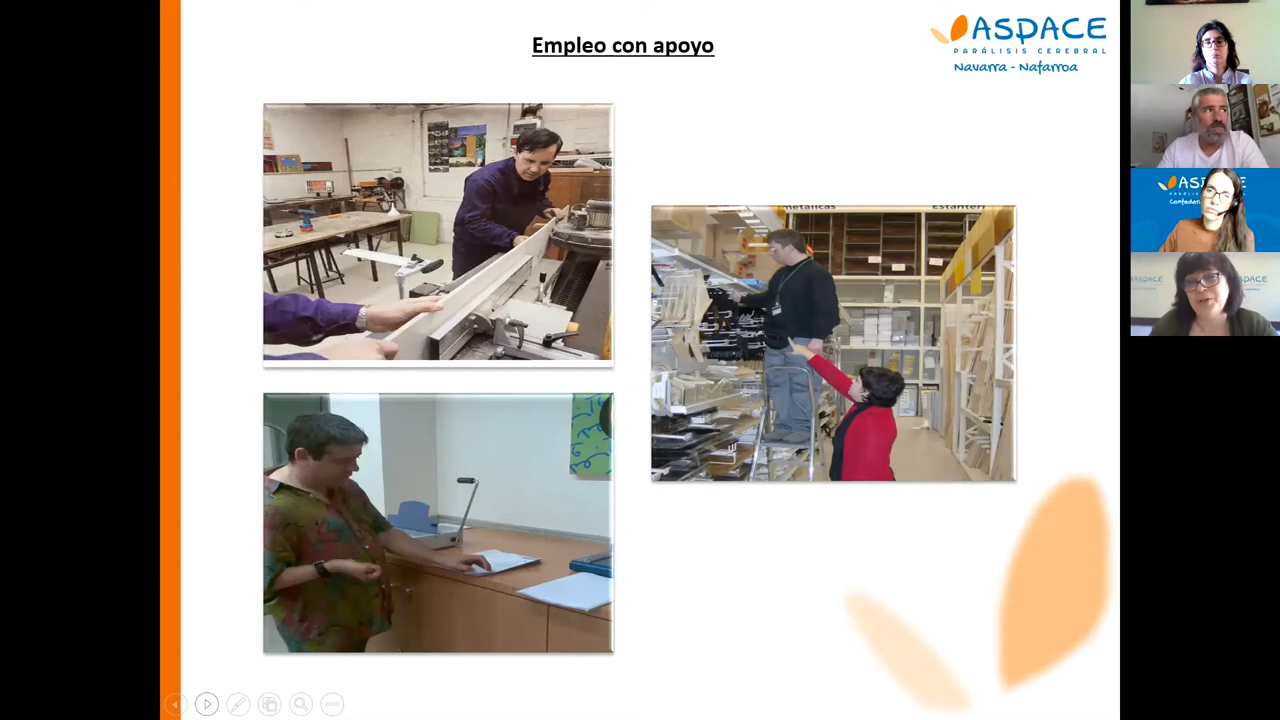 Empleo con apoyo
ASPACE
PARÁLISIS CEREBRAL
Navarra - Nafarroa
metálicas
Estanterí